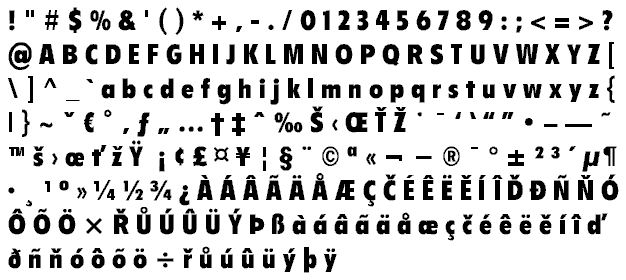 ! " # $ % & ' ( ) * + , - . / 0 1 2 3 4 5 6 7 8 9 : ; < = > ?
@ A B C D E F G H I J K L M N O P Q R S T U V W X Y Z [
\ ] ^ _ ` a b c d e f g h i j k l m n o p q r s t u v w x y z {
| } ~ ˇ € ° , ƒ „ … † ‡ ˆ ‰ Š ‹ Œ Ť Ž ˙ ¯ ‘ “ ” • – — ˜
™ š › œ ť ž Ÿ ¡ ¢ £ ¤ ¥ ¦ § ¨ © ª « ¬ – ® ¯ ° ± ² ³ ´ µ ¶
· ¸ ¹ º » ¼ ½ ¾ ¿ À Á Â Ã Ä Å Æ Ç Č É Ê Ë Ě Í Î Ď Đ Ñ Ň Ó
Ô Õ Ö × Ř Ů Ú Û Ü Ý Þ ß à á â ã ä å æ ç č é ê ë ě í î ď
ð ñ ň ó ô õ ö ÷ ř ů ú û ü ý þ ÿ